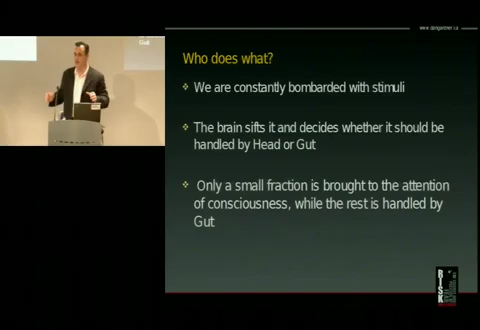 www.dangardner.ca
Gut
Who does what?
We are constantly bombarded with stimuli
The brain sifts it and decides whether it should be
handled by Head or Gut
Only a small fraction is brought to the attention
of consciousness, while the rest is handled by
Gut
RISK